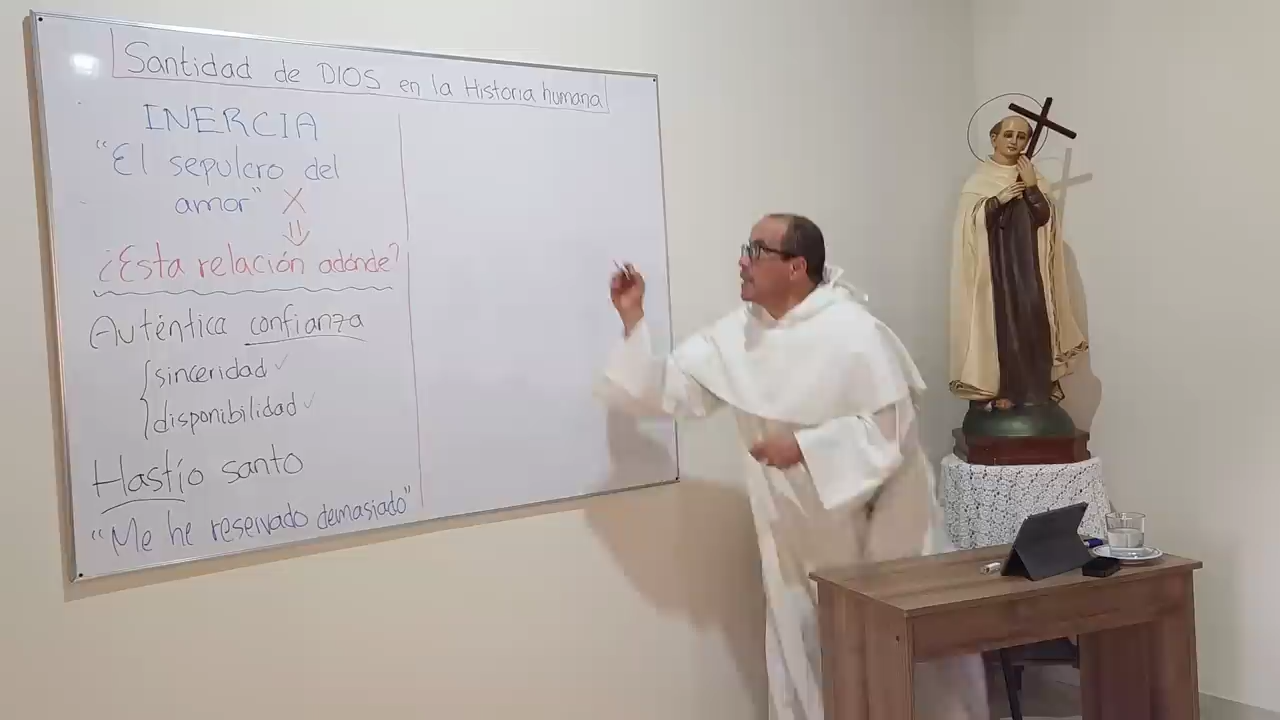 Santidad de DIOS en la Historia humana
INERCIA
"El sepulcro del
amor" X
¿Esta relación adónde?
Auténtica confianza
sinceridad ✓
disponibilidad ✓
Hastío santo
"Me he reservado demasiado"